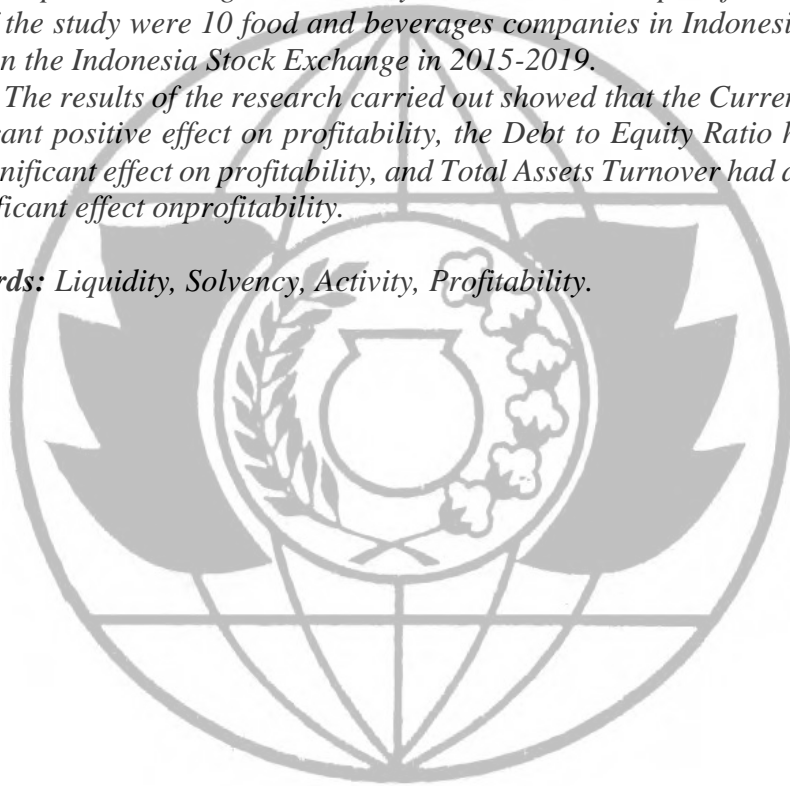 f the study were 10 food and beverages companies in Indonesi
n the Indonesia Stock Exchange in 2015-2019.
The results of the research carried out showed that the Curren
ant positive effect on profitability, the Debt to Equity Ratio h
nificant effect on profitability, and Total Assets Turnover had a
ficant effect onprofitability.
rds: Liquidity, Solvency, Activity, Profitability.